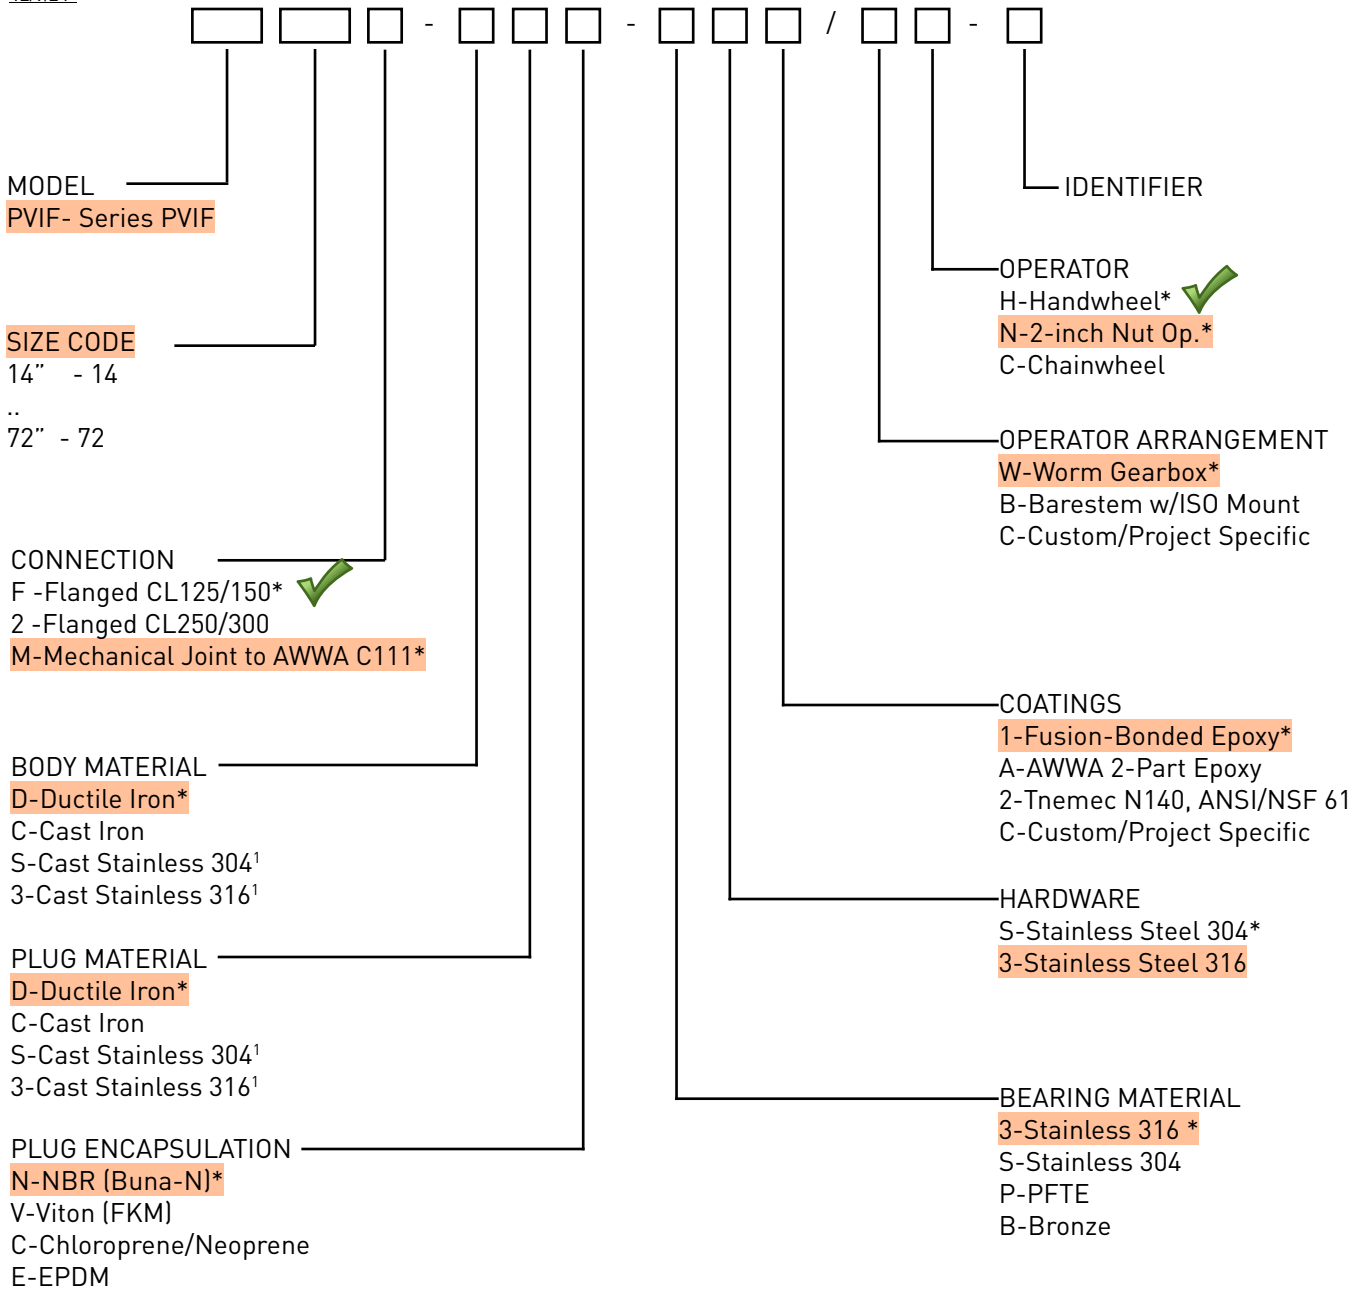 - - / -
MODEL
PVIF- Series PVIF
SIZE CODE
14” - 14
..
72” - 72
CONNECTION
F -Flanged CL125/150*
2 -Flanged CL250/300
M-Mechanical Joint to AWWA C111*
BODY MATERIAL
D-Ductile Iron*
C-Cast Iron
S-Cast Stainless 304¹
3-Cast Stainless 316¹
PLUG MATERIAL
D-Ductile Iron*
C-Cast Iron
S-Cast Stainless 304¹
3-Cast Stainless 316¹
PLUG ENCAPSULATION
N-NBR (Buna-N)*
V-Viton (FKM)
C-Chloroprene/Neoprene
E-EPDM
IDENTIFIER
OPERATOR
H-Handwheel*
N-2-inch Nut Op.*
C-Chainwheel
OPERATOR ARRANGEMENT
W-Worm Gearbox*
B-Barestem w/ISO Mount
C-Custom/Project Specific
COATINGS
1-Fusion-Bonded Epoxy*
A-AWWA 2-Part Epoxy
2-Tnemec N140, ANSI/NSF 61
C-Custom/Project Specific
HARDWARE
S-Stainless Steel 304*
3-Stainless Steel 316
BEARING MATERIAL
3-Stainless 316 *
S-Stainless 304
P-PFTE
B-Bronze